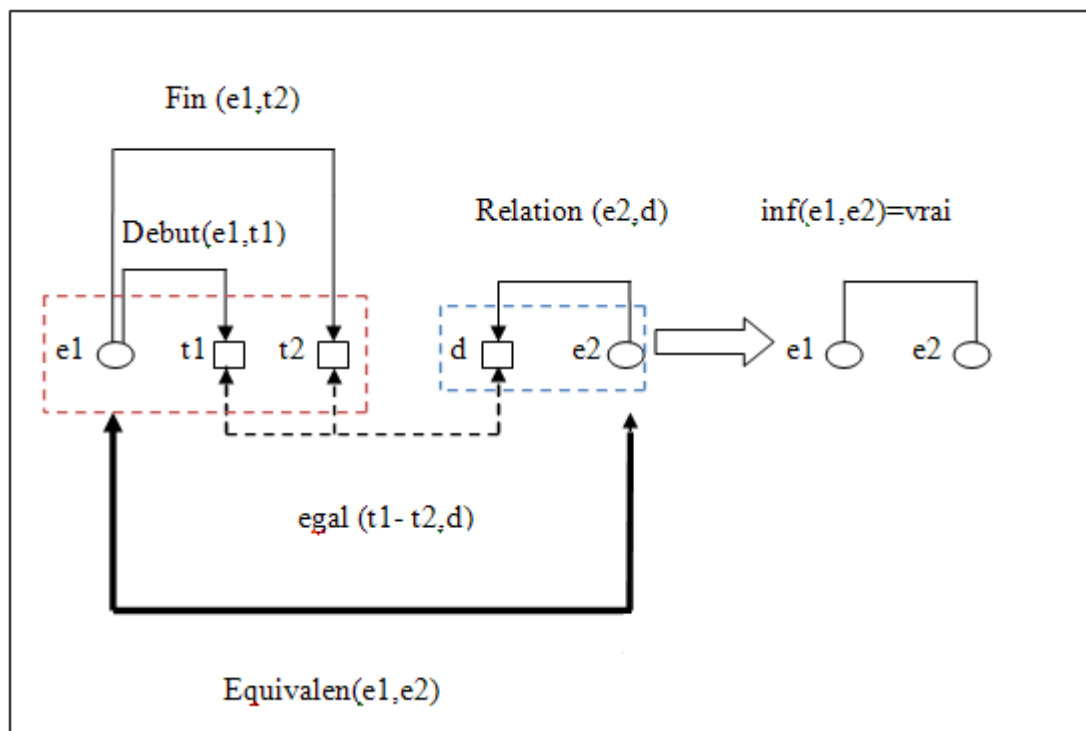 Fin (e1,t2)
Relation (e2,d)
inf(e1,e2)=vrai
Debut(e1,t1)
e1
t1
t2
d
e2
e1
e2
egal (t1- t2,d)
Equivalen(e1,e2)